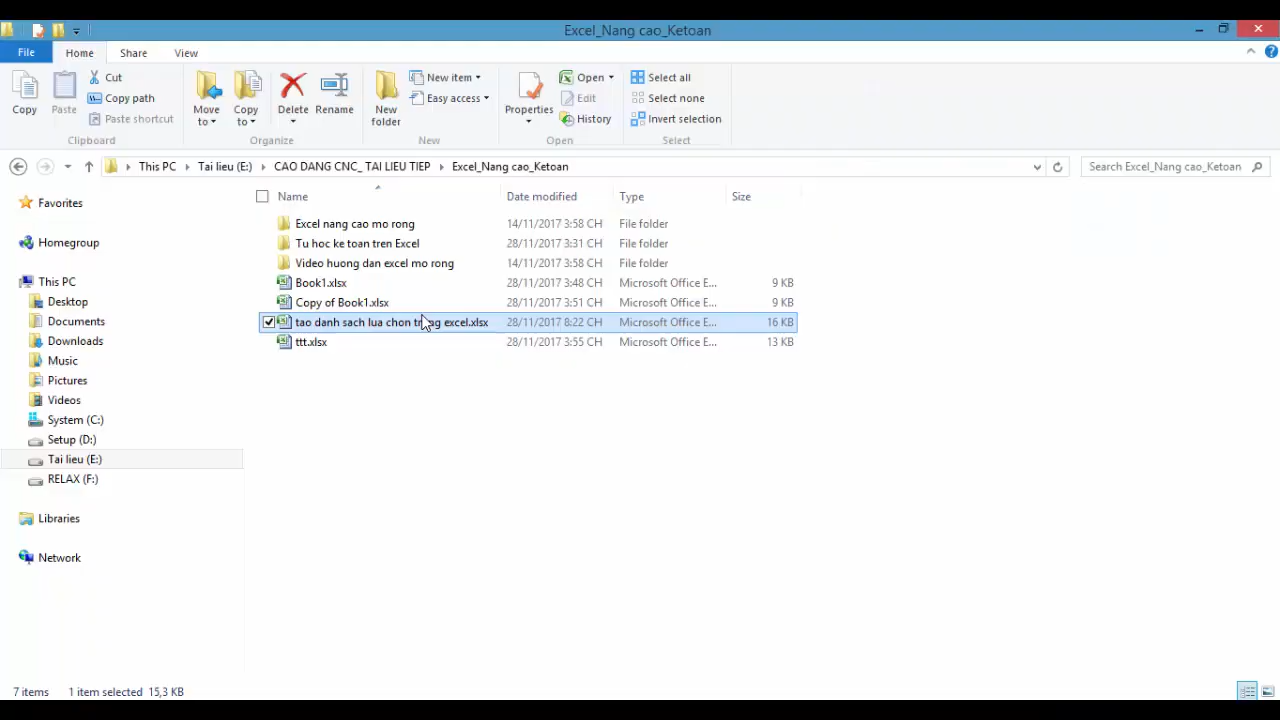 Excel_Nang cao_Ketoan
File Home Share View
Copy Paste Cut Copy path Paste shortcut
Move to Copy to Delete Rename
New folder New item Easy access
Properties Open Edit History
Select all Select none Invert selection
Clipboard Organize New Open Select
This PC Tai lieu (E:) CAO DANG CNC_ TAI LIEU TIEP Excel_Nang cao_Ketoan Search Excel_Nang cao_Ketoan
Name Date modified Type Size
Excel nang cao mo rong 14/11/2017 3:58 CH File folder
Tu hoc ke toan tren Excel 28/11/2017 3:31 CH File folder
Video huong dan excel mo rong 14/11/2017 3:58 CH File folder
Book1.xlsx 28/11/2017 3:48 CH Microsoft Office E... 9 KB
Copy of Book1.xlsx 28/11/2017 3:51 CH Microsoft Office E... 9 KB
tao danh sach lua chon trong excel.xlsx 28/11/2017 8:22 CH Microsoft Office E... 16 KB
ttt.xlsx 28/11/2017 3:55 CH Microsoft Office E... 13 KB
Favorites
Homegroup
This PC
Desktop
Documents
Downloads
Music
Pictures
Videos
System (C:)
Setup (D:)
Tai lieu (E:)
RELAX (F:)
Libraries
Network
7 items 1 item selected 15,3 KB